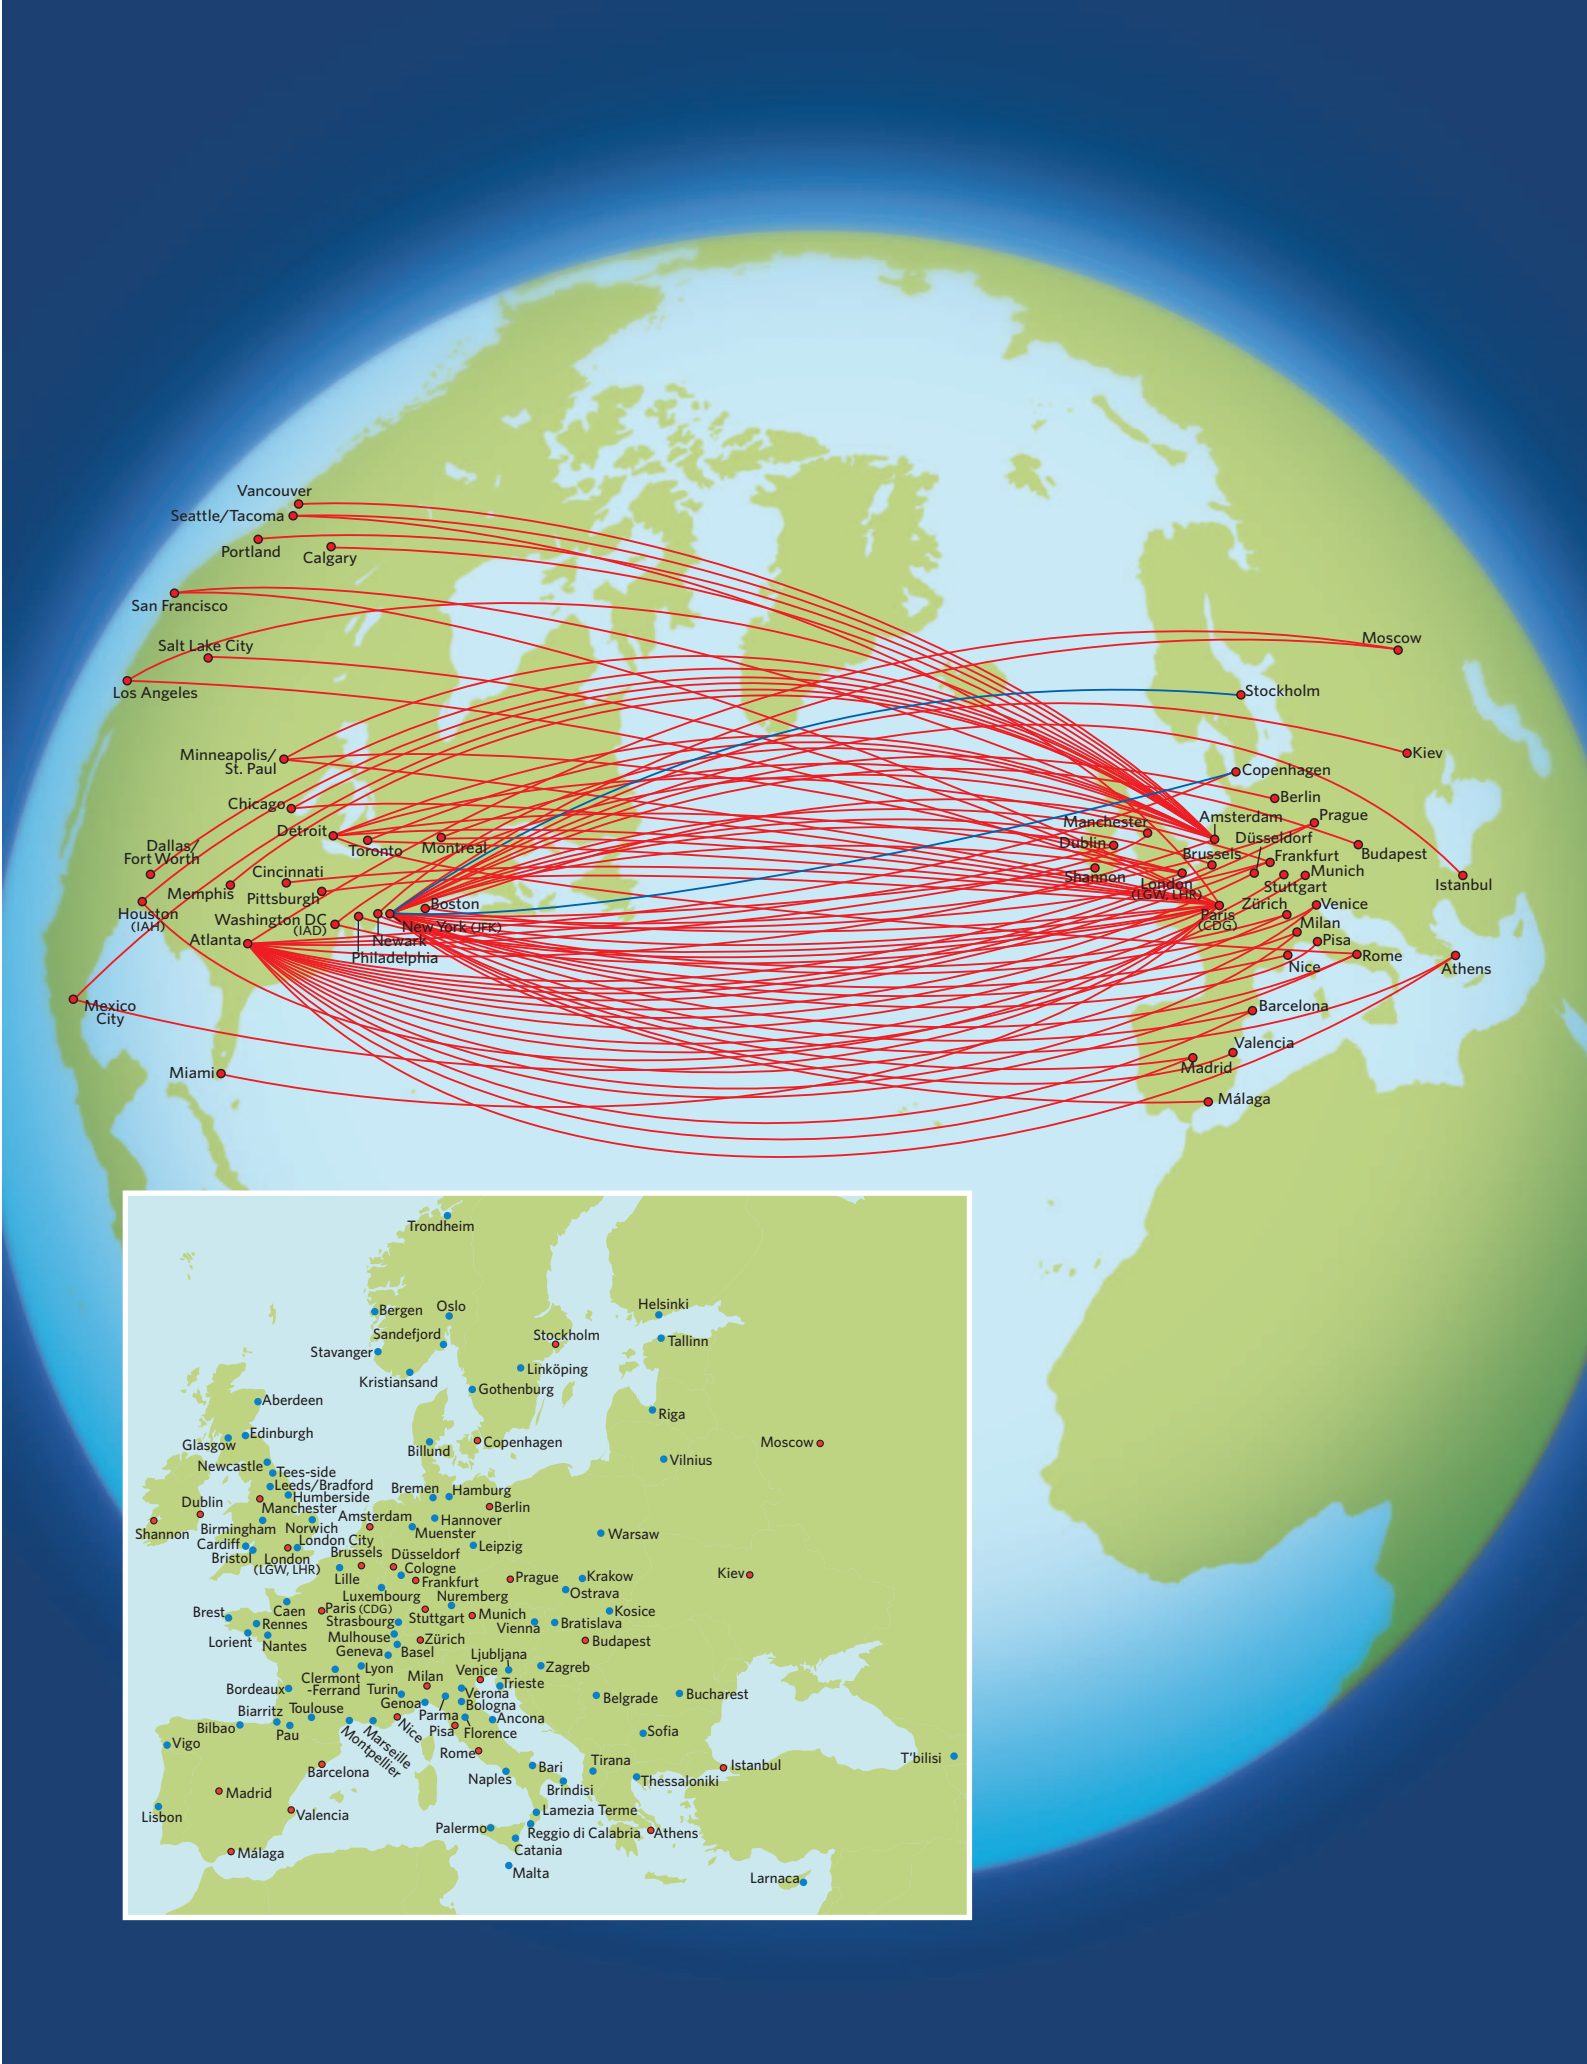 Vancouver
Seattle/Tacoma
Portland
Calgary
San Francisco
Salt Lake City
Los Angeles
Minneapolis/
St. Paul
Chicago
Detroit
Toronto
Montreal
Dallas/
Fort Worth
Cincinnati
Memphis
Pittsburgh
Houston
(IAH)
Boston
Washington DC
(IAD)
New York (JFK)
Newark
Philadelphia
Atlanta
Mexico
City
Miami
Moscow
Stockholm
Kiev
Copenhagen
Berlin
Manchester
Amsterdam
Prague
Dublin
Düsseldorf
Brussels
Frankfurt
Budapest
Shannon
London
(LGW, LHR)
Munich
Stuttgart
Istanbul
Paris
(CDG)
Zürich
Venice
Milan
Pisa
Nice
Rome
Athens
Barcelona
Valencia
Madrid
Málaga
Trondheim
Bergen
Oslo
Helsinki
Sandefjord
Stockholm
Tallinn
Stavanger
Linköping
Kristiansand
Gothenburg
Aberdeen
Riga
Edinburgh
Glasgow
Billund
Copenhagen
Moscow
Newcastle
Tees-side
Vilnius
Leeds/Bradford
Humberside
Bremen
Hamburg
Dublin
Manchester
Berlin
Shannon
Birmingham
Norwich
Amsterdam
Hannover
Muenster
Warsaw
Cardiff
London City
Bristol
London
(LGW, LHR)
Brussels
Düsseldorf
Leipzig
Cologne
Lille
Frankfurt
Prague
Krakow
Kiev
Luxembourg
Nuremberg
Ostrava
Brest
Caen
Paris (CDG)
Stuttgart
Munich
Kosice
Rennes
Strasbourg
Vienna
Bratislava
Lorient
Nantes
Mulhouse
Zürich
Budapest
Geneva
Basel
Ljubljana
Clermont
-Ferrand
Lyon
Milan
Venice
Zagreb
Trieste
Bordeaux
Turin
Verona
Belgrade
Bucharest
Genoa
Bologna
Biarritz
Toulouse
Parma
Ancona
Bilbao
Pau
Nice
Pisa
Florence
Sofia
Vigo
Marseille
Montpellier
Rome
T'bilisi
Barcelona
Naples
Bari
Tirana
Istanbul
Brindisi
Thessaloniki
Madrid
Lisbon
Valencia
Lamezia Terme
Palermo
Reggio di Calabria
Athens
Málaga
Catania
Malta
Larnaca